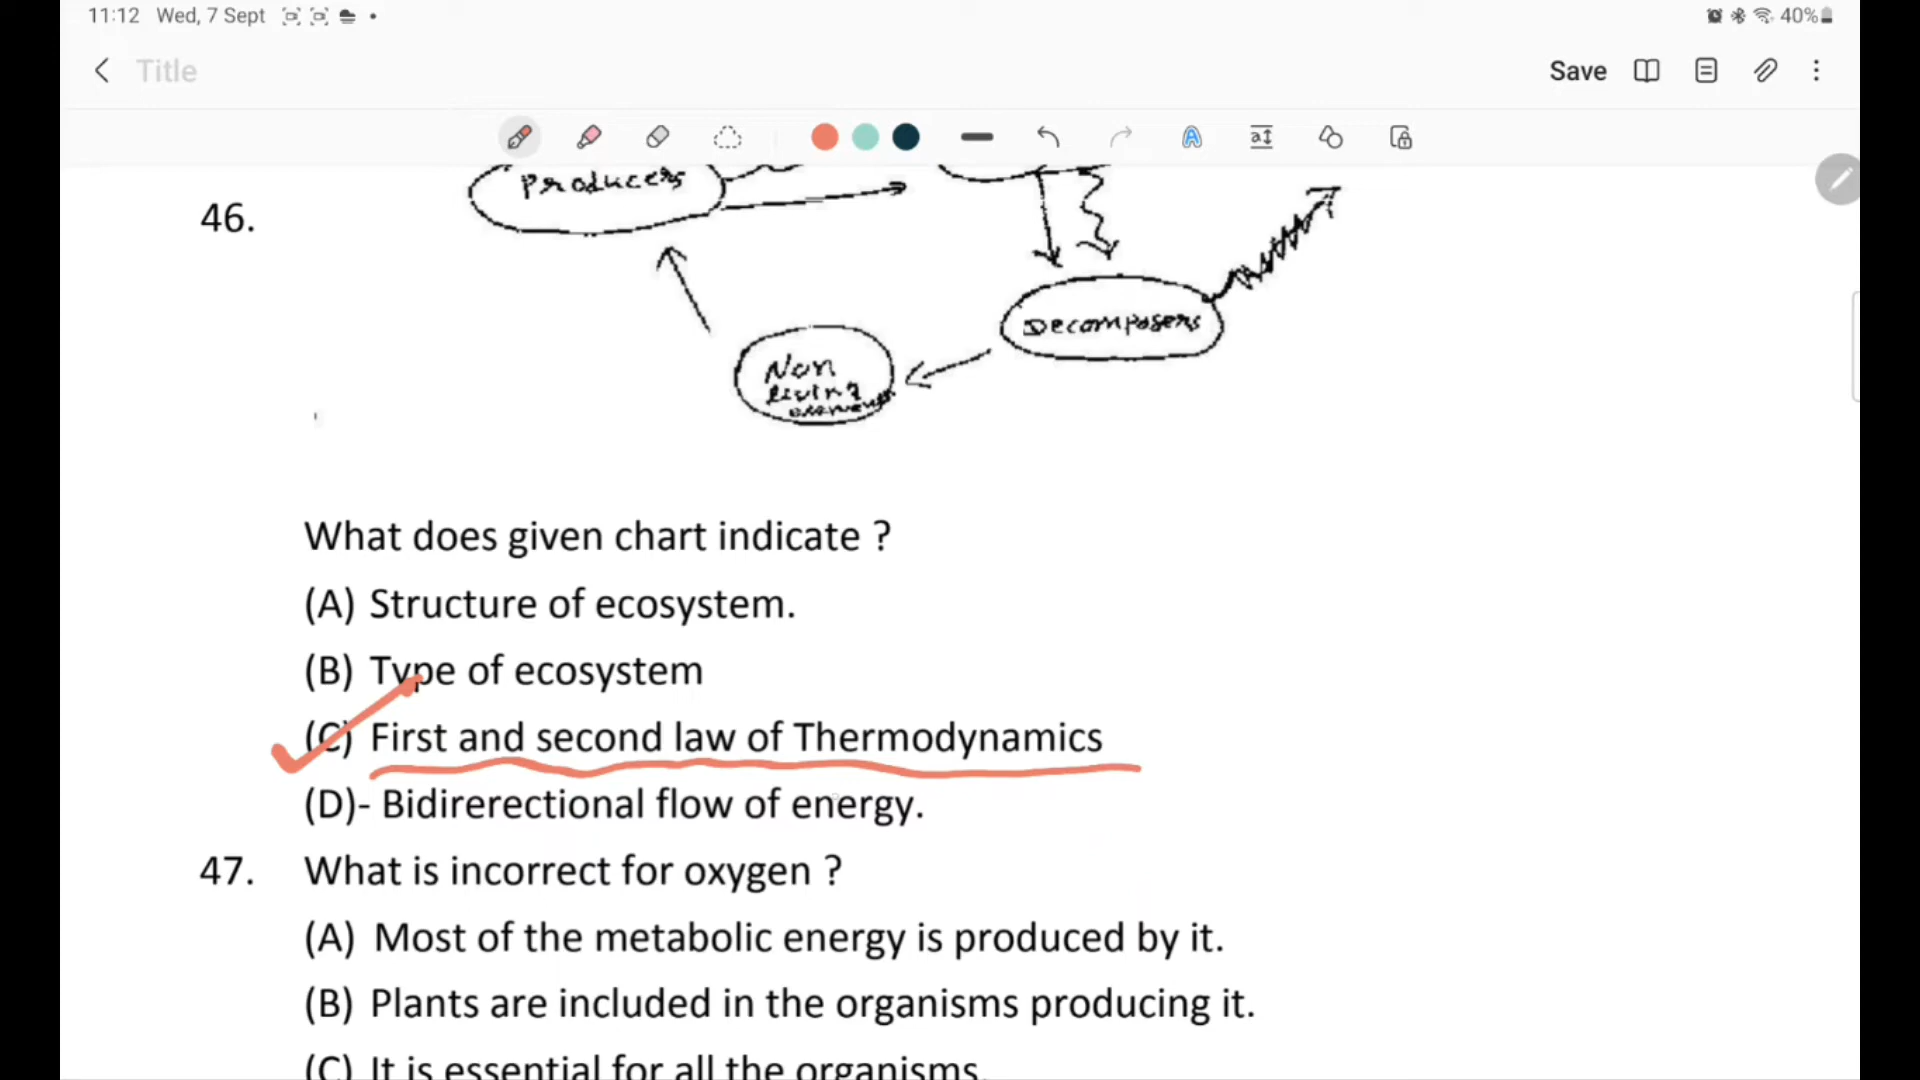 11:12 Wed, 7 Sept
40%
Title
Save
Producers
46.
Decomposers
Non
living
What does given chart indicate ?
(A) Structure of ecosystem.
(B) Type of ecosystem
(C) First and second law of Thermodynamics
(D)- Bidirerectional flow of energy.
47. What is incorrect for oxygen ?
(A) Most of the metabolic energy is produced by it.
(B) Plants are included in the organisms producing it.
(C) It is essential for all the organisms.